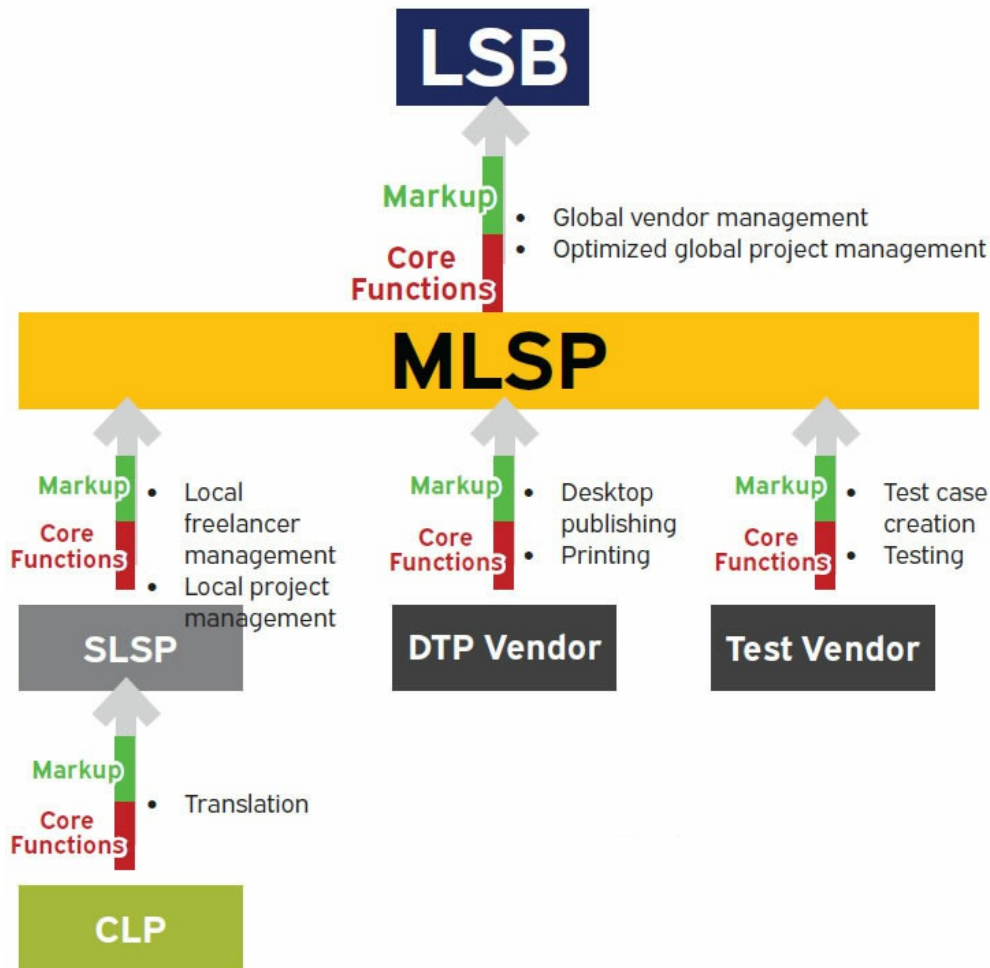 LSB
Markup
Core
Functions
• Global vendor management
• Optimized global project management
MLSP
Markup
Core
Functions
• Local
freelancer
management
• Local project
management
Markup
Core
Functions
• Desktop
publishing
• Printing
Markup
Core
Functions
• Test case
creation
• Testing
SLSP
DTP Vendor
Test Vendor
Markup
Core
Functions
• Translation
CLP